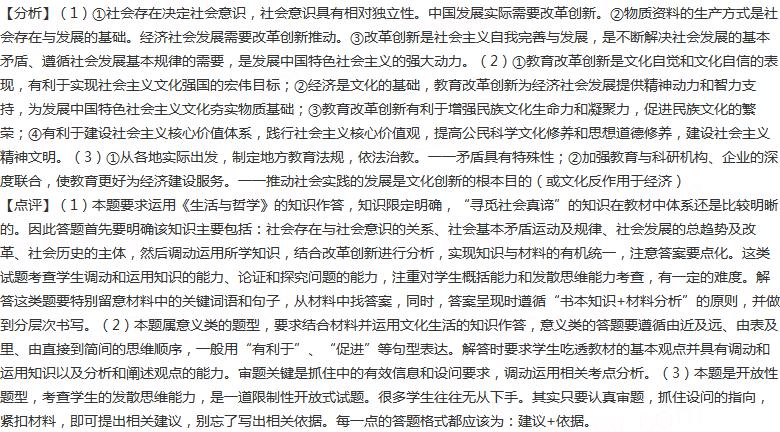 【分析】（1）①社会存在决定社会意识，社会意识具有相对独立性。中国发展实际需要改革创新。②物质资料的生产方式是社
会存在与发展的基础。经济社会发展需要改革创新推动。③改革创新是社会主义自我完善与发展，是不断解决社会发展的基本
矛盾、遵循社会发展基本规律的需要，是发展中国特色社会主义的强大动力。（2）①教育改革创新是文化自觉和文化自信的表
现，有利于实现社会主义文化强国的宏伟目标；②经济是文化的基础，教育改革创新为经济社会发展提供精神动力和智力支
持，为发展中国特色社会主义文化夯实物质基础；③教育改革创新有利于增强民族文化生命力和凝聚力，促进民族文化的繁
荣；④有利于建设社会主义核心价值体系，践行社会主义核心价值观，提高公民科学文化修养和思想道德修养，建设社会主义
精神文明。（3）①从各地实际出发，制定地方教育法规，依法治教。——矛盾具有特殊性；②加强教育与科研机构、企业的深
度联合，使教育更好为经济建设服务。——推动社会实践的发展是文化创新的根本目的（或文化反作用于经济）
【点评】（1）本题要求运用《生活与哲学》的知识作答，知识限定明确，“寻觅社会真谛”的知识在教材中体系还是比较明晰
的。因此答题首先要明确该知识主要包括：社会存在与社会意识的关系、社会基本矛盾运动及规律、社会发展的总趋势及改
革、社会历史的主体，然后调动运用所学知识，结合改革创新进行分析，实现知识与材料的有机统一，注意答案要点化。这类
试题考查学生调动和运用知识的能力、论证和探究问题的能力，注重对学生概括能力和发散思维能力考查，有一定的难度。解
答这类题要特别留意材料中的关键词语和句子，从材料中找答案，同时，答案呈现时遵循“书本知识+材料分析”的原则，并做
到分层次书写。（2）本题属意义类的题型，要求结合材料并运用文化生活的知识作答，意义类的答题要遵循由近及远、由表及
里、由直接到简间的思维顺序，一般用“有利于”、“促进”等句型表达。解答时要求学生吃透教材的基本观点并具有调动和
运用知识以及分析和阐述观点的能力。审题关键是抓住中的有效信息和设问要求，调动运用相关考点分析。（3）本题是开放性
题型，考查学生的发散思维能力，是一道限制性开放式试题。很多学生往往无从下手。其实只要认真审题，抓住设问的指向，
紧扣材料，即可提出相关建议，别忘了写出相关依据。每一点的答题格式都应该为：建议+依据。